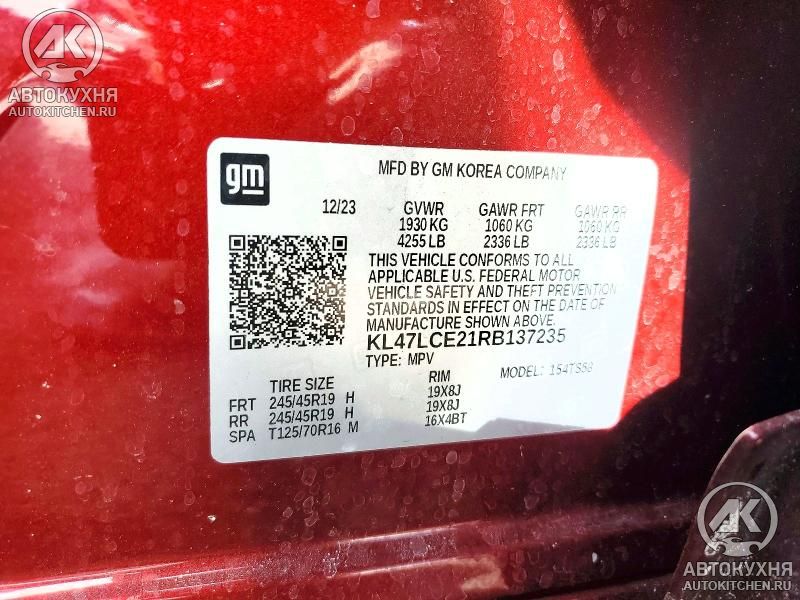 АВТОКУХНЯ
AUTOKITCHEN.RU
gm
MFD BY GM KOREA COMPANY
12/23 GVWR GAWR FRT GAWR RR
1930 KG 1060 KG 1060 KG
4255 LB 2336 LB 2336 LB
THIS VEHICLE CONFORMS TO ALL
APPLICABLE U.S. FEDERAL MOTOR
VEHICLE SAFETY AND THEFT PREVENTION
STANDARDS IN EFFECT ON THE DATE OF
MANUFACTURE SHOWN ABOVE.
KL47LCE21RB137235
TYPE: MPV MODEL: 1S4TS58
TIRE SIZE RIM
FRT 245/45R19 H 19X8J
RR 245/45R19 H 19X8J
SPA T125/70R16 M 16X4BT
АВТОКУХНЯ
AUTOKITCHEN.RU